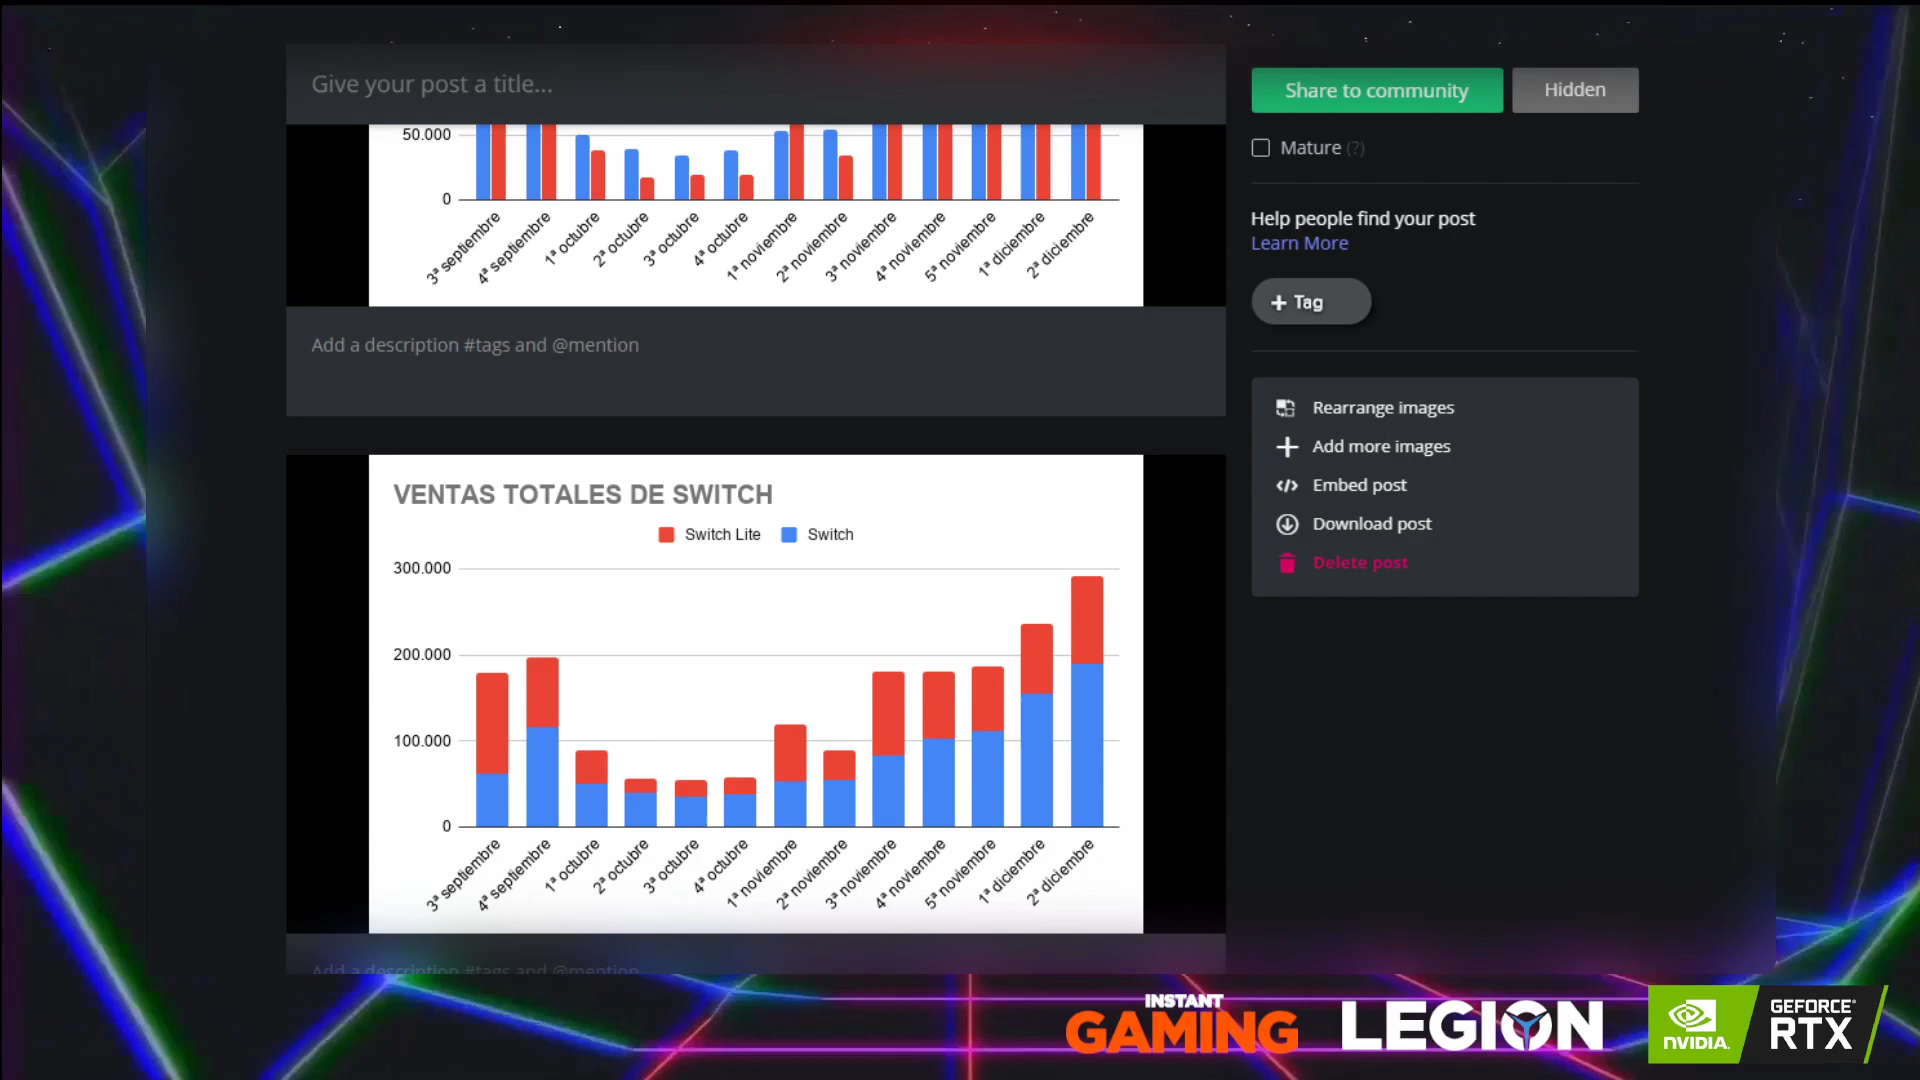 Give your post a title...
Share to community
Hidden
Mature (?)
50.000
0
3ª septiembre
4ª septiembre
1ª octubre
2ª octubre
3ª octubre
4ª octubre
1ª noviembre
2ª noviembre
3ª noviembre
4ª noviembre
5ª noviembre
1ª diciembre
2ª diciembre
Help people find your post
Learn More
+ Tag
Add a description #tags and @mention
Rearrange images
Add more images
Embed post
Download post
Delete post
VENTAS TOTALES DE SWITCH
Switch Lite
Switch
300.000
200.000
100.000
0
3ª septiembre
4ª septiembre
1ª octubre
2ª octubre
3ª octubre
4ª octubre
1ª noviembre
2ª noviembre
3ª noviembre
4ª noviembre
5ª noviembre
1ª diciembre
2ª diciembre
Add a description #tags and @mention
INSTANT
GAMING
LEGION
NVIDIA.
GEFORCE®
RTX